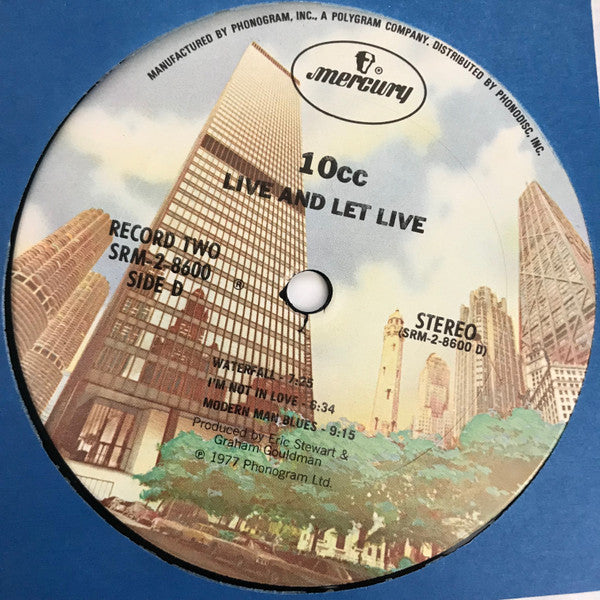 MANUFACTURED BY PHONOGRAM, INC., A POLYGRAM COMPANY. DISTRIBUTED BY PHONODISC, INC.
mercury ®
10cc
LIVE AND LET LIVE
RECORD TWO
SRM-2-8600
SIDE D
®
STEREO
(SRM-2-8600 D)
WATERFALL - 7:25
I'M NOT IN LOVE - 6:34
MODERN MAN BLUES - 9:15
Produced by Eric Stewart &
Graham Gouldman
℗ 1977 Phonogram Ltd.